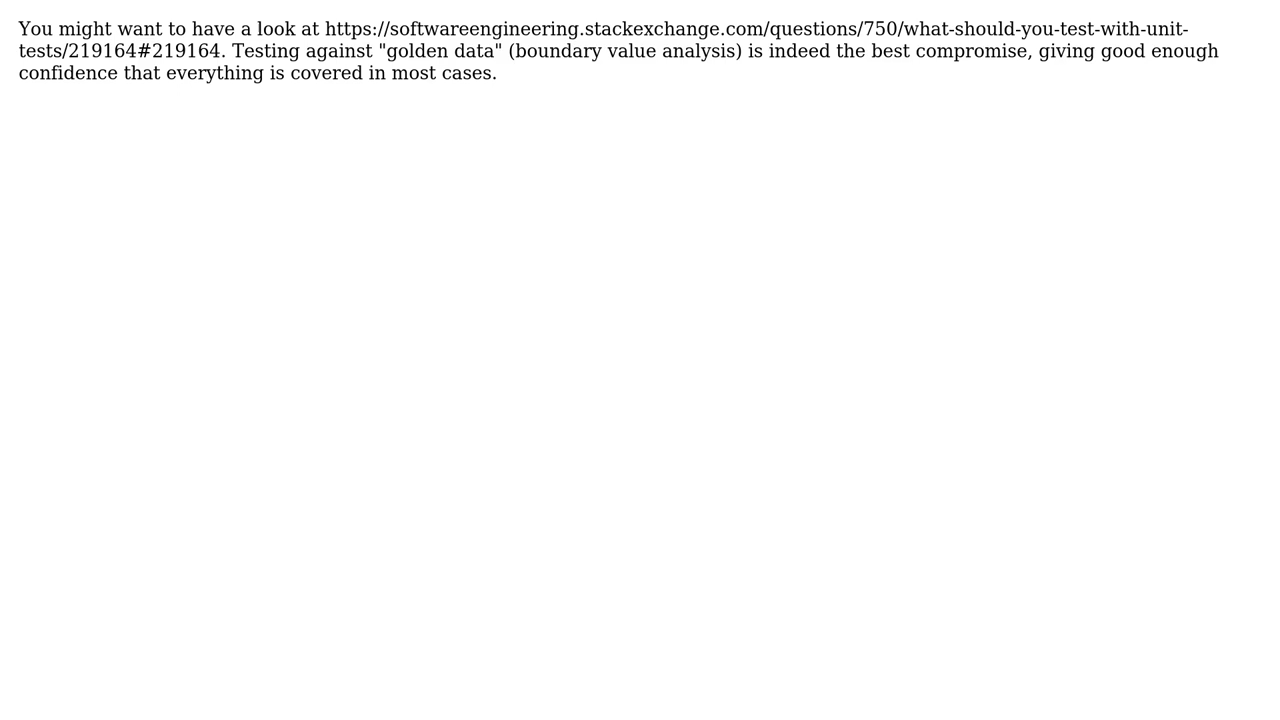 You might want to have a look at https://softwareengineering.stackexchange.com/questions/750/what-should-you-test-with-unit-
tests/219164#219164. Testing against "golden data" (boundary value analysis) is indeed the best compromise, giving good enough
confidence that everything is covered in most cases.